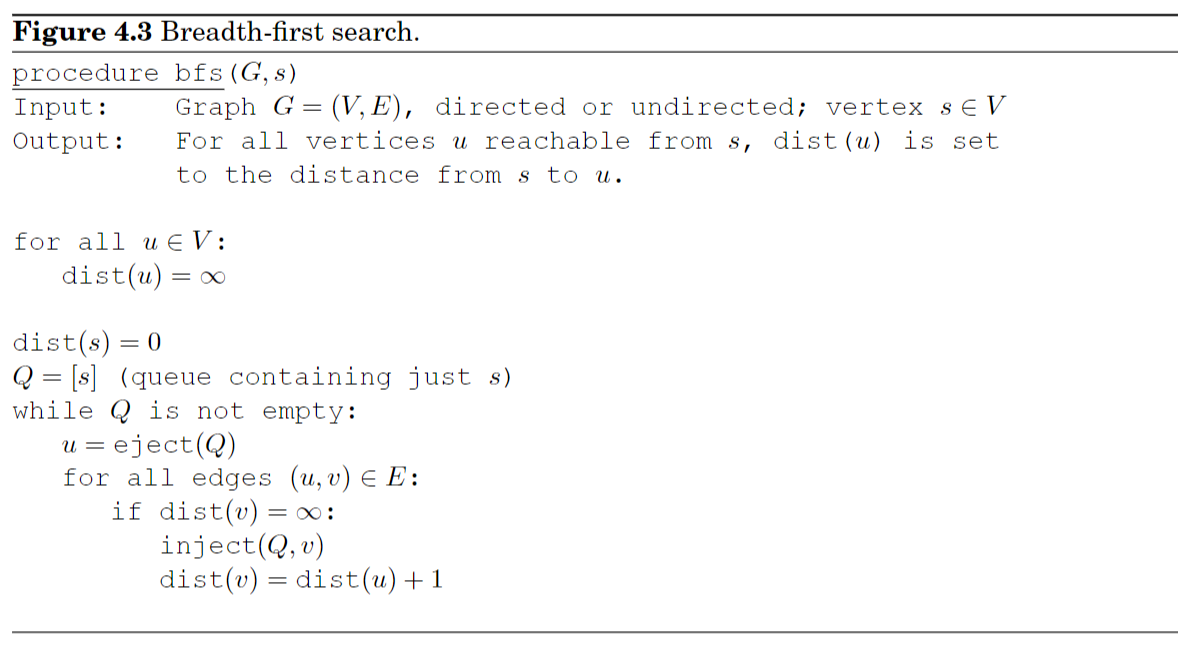 Figure 4.3 Breadth-first search.
procedure bfs(G, s)
Input: Graph G = (V, E), directed or undirected; vertex s ∈ V
Output: For all vertices u reachable from s, dist(u) is set
to the distance from s to u.
for all u ∈ V:
dist(u) = ∞
dist(s) = 0
Q = [s] (queue containing just s)
while Q is not empty:
u = eject(Q)
for all edges (u, v) ∈ E:
if dist(v) = ∞:
inject(Q, v)
dist(v) = dist(u) + 1